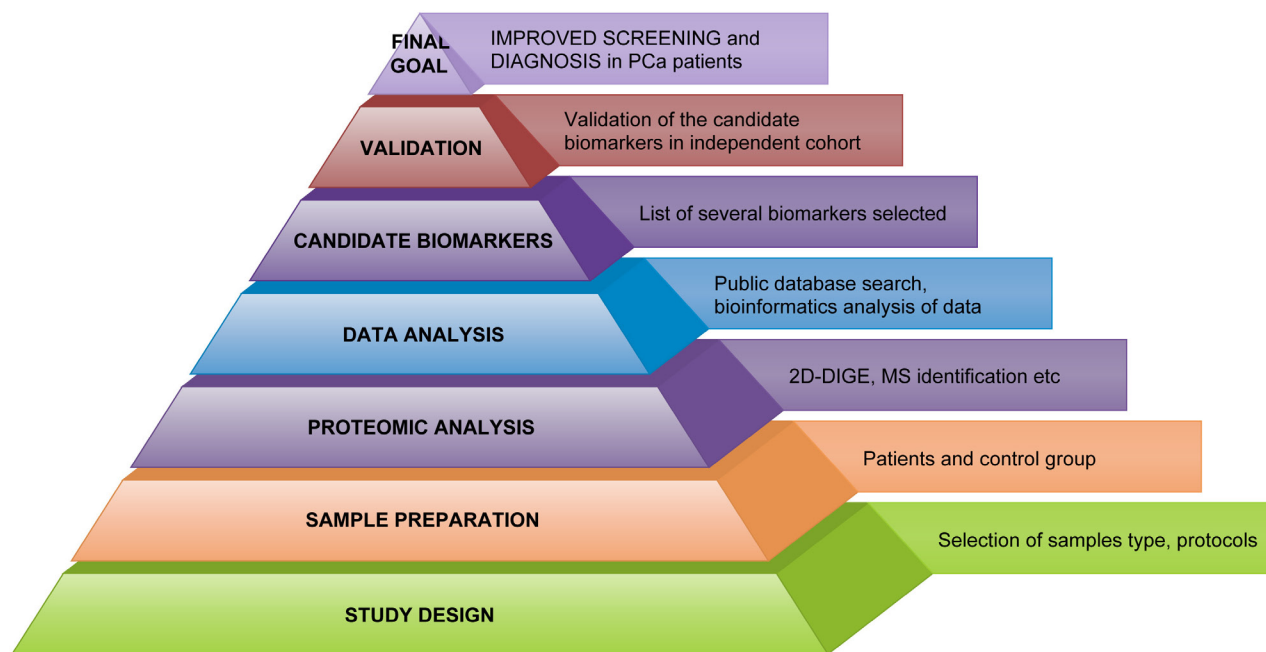 FINAL
GOAL
IMPROVED SCREENING and
DIAGNOSIS in PCa patients
VALIDATION
Validation of the candidate
biomarkers in independent cohort
CANDIDATE BIOMARKERS
List of several biomarkers selected
DATA ANALYSIS
Public database search,
bioinformatics analysis of data
PROTEOMIC ANALYSIS
2D-DIGE, MS identification etc
SAMPLE PREPARATION
Patients and control group
STUDY DESIGN
Selection of samples type, protocols